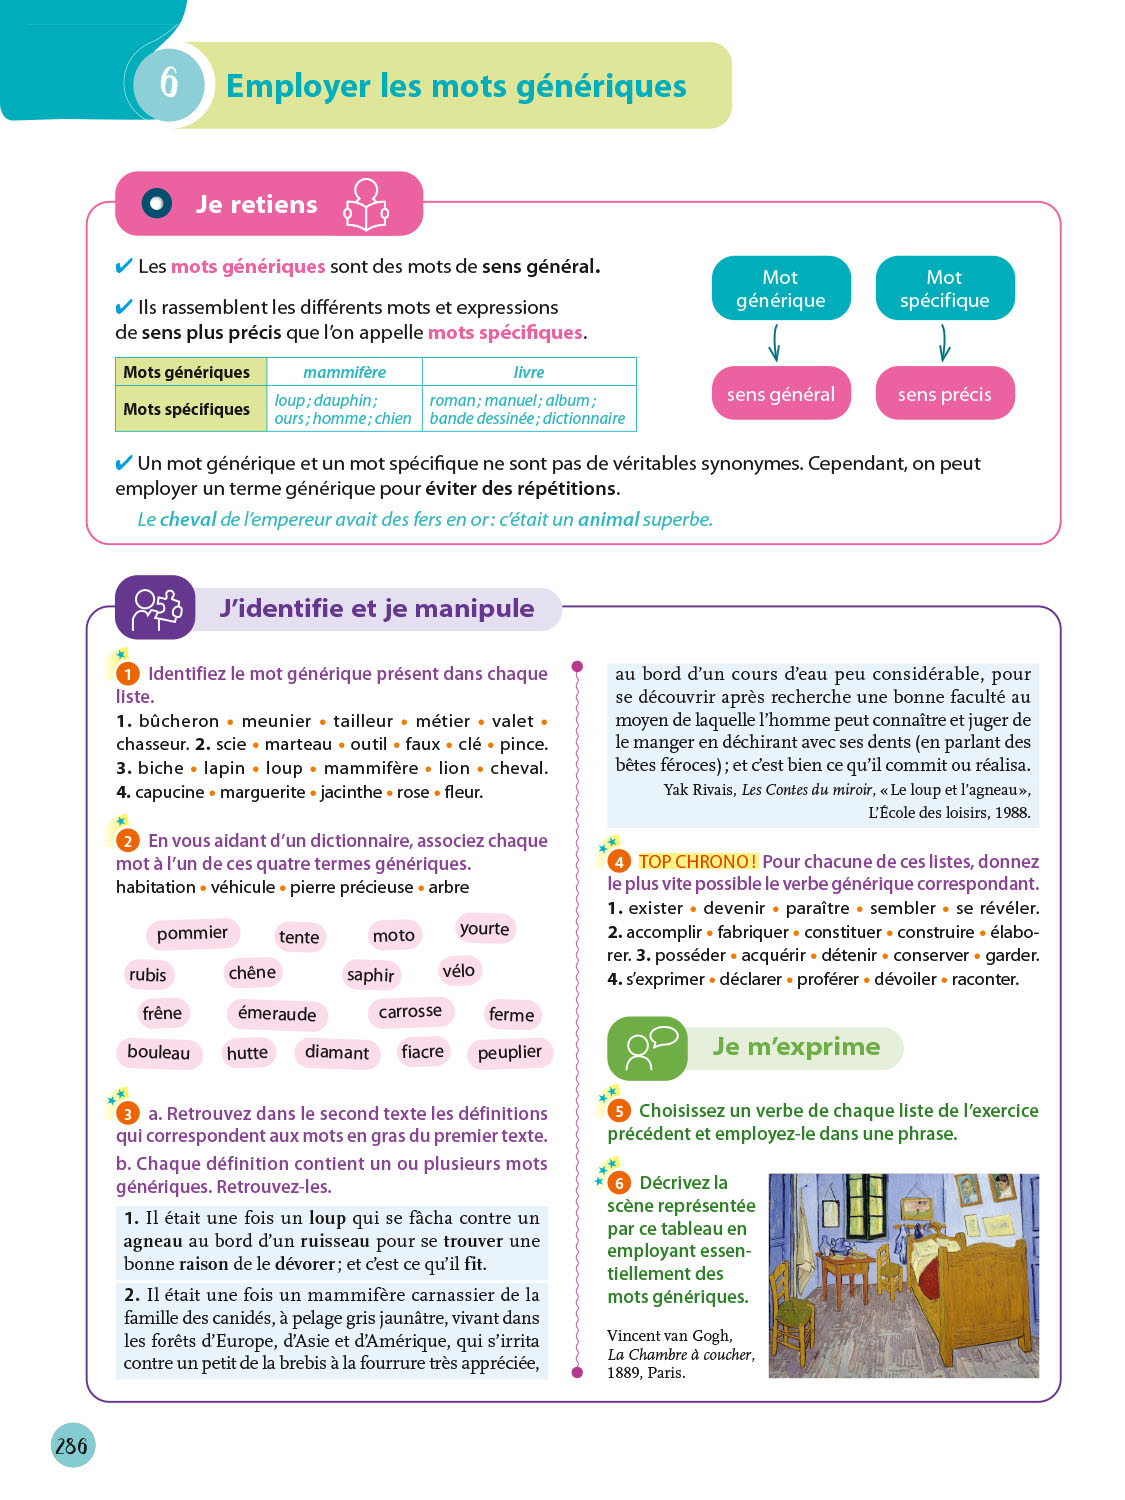 6
Employer les mots génériques
Je retiens
✔ Les mots génériques sont des mots de sens général.
✔ Ils rassemblent les différents mots et expressions
de sens plus précis que l'on appelle mots spécifiques.
Mots génériques mammifère livre
Mots spécifiques loup ; dauphin ; ours ; homme ; chien roman ; manuel ; album ; bande dessinée ; dictionnaire
Mot générique
Mot spécifique
sens général
sens précis
✔ Un mot générique et un mot spécifique ne sont pas de véritables synonymes. Cependant, on peut
employer un terme générique pour éviter des répétitions.
Le cheval de l'empereur avait des fers en or : c'était un animal superbe.
J'identifie et je manipule
1 Identifiez le mot générique présent dans chaque
liste.
1. bûcheron • meunier • tailleur • métier • valet •
chasseur. 2. scie • marteau • outil • faux • clé • pince.
3. biche • lapin • loup • mammifère • lion • cheval.
4. capucine • marguerite • jacinthe • rose • fleur.
2 En vous aidant d'un dictionnaire, associez chaque
mot à l'un de ces quatre termes génériques.
habitation • véhicule • pierre précieuse • arbre
pommier tente moto yourte
rubis chêne saphir vélo
frêne émeraude carrosse ferme
bouleau hutte diamant fiacre peuplier
3 a. Retrouvez dans le second texte les définitions
qui correspondent aux mots en gras du premier texte.
b. Chaque définition contient un ou plusieurs mots
génériques. Retrouvez-les.
1. Il était une fois un loup qui se fâcha contre un
agneau au bord d'un ruisseau pour se trouver une
bonne raison de le dévorer ; et c'est ce qu'il fit.
2. Il était une fois un mammifère carnassier de la
famille des canidés, à pelage gris jaunâtre, vivant dans
les forêts d'Europe, d'Asie et d'Amérique, qui s'irrita
contre un petit de la brebis à la fourrure très appréciée,
au bord d'un cours d'eau peu considérable, pour
se découvrir après recherche une bonne faculté au
moyen de laquelle l'homme peut connaître et juger de
le manger en déchirant avec ses dents (en parlant des
bêtes féroces) ; et c'est bien ce qu'il commit ou réalisa.
Yak Rivais, Les Contes du miroir, « Le loup et l'agneau »,
L'École des loisirs, 1988.
4 TOP CHRONO ! Pour chacune de ces listes, donnez
le plus vite possible le verbe générique correspondant.
1. exister • devenir • paraître • sembler • se révéler.
2. accomplir • fabriquer • constituer • construire • élabo-
rer. 3. posséder • acquérir • détenir • conserver • garder.
4. s'exprimer • déclarer • proférer • dévoiler • raconter.
Je m'exprime
5 Choisissez un verbe de chaque liste de l'exercice
précédent et employez-le dans une phrase.
6 Décrivez la
scène représentée
par ce tableau en
employant essen-
tiellement des
mots génériques.
Vincent van Gogh,
La Chambre à coucher,
1889, Paris.
286